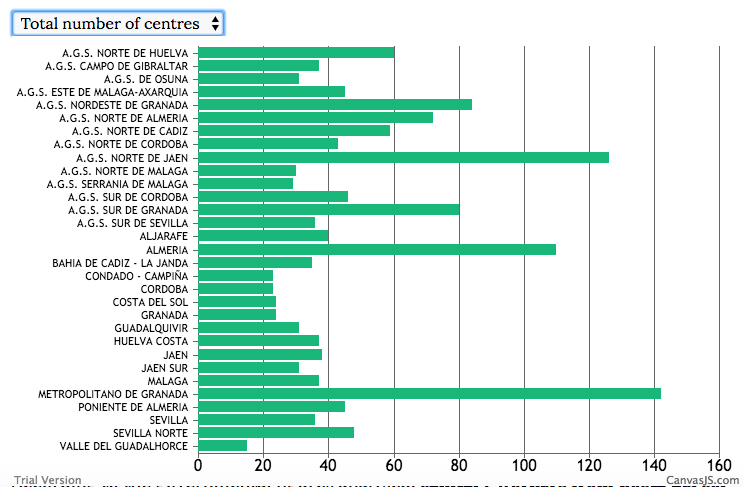 Total number of centres
A.G.S. NORTE DE HUELVA
A.G.S. CAMPO DE GIBRALTAR
A.G.S. DE OSUNA
A.G.S. ESTE DE MALAGA-AXARQUIA
A.G.S. NORDESTE DE GRANADA
A.G.S. NORTE DE ALMERIA
A.G.S. NORTE DE CADIZ
A.G.S. NORTE DE CORDOBA
A.G.S. NORTE DE JAEN
A.G.S. NORTE DE MALAGA
A.G.S. SERRANIA DE MALAGA
A.G.S. SUR DE CORDOBA
A.G.S. SUR DE GRANADA
A.G.S. SUR DE SEVILLA
ALJARAFE
ALMERIA
BAHIA DE CADIZ - LA JANDA
CONDADO - CAMPIÑA
CORDOBA
COSTA DEL SOL
GRANADA
GUADALQUIVIR
HUELVA COSTA
JAEN
JAEN SUR
MALAGA
METROPOLITANO DE GRANADA
PONIENTE DE ALMERIA
SEVILLA
SEVILLA NORTE
VALLE DEL GUADALHORCE
0 20 40 60 80 100 120 140 160
Trial Version CanvasJS.com